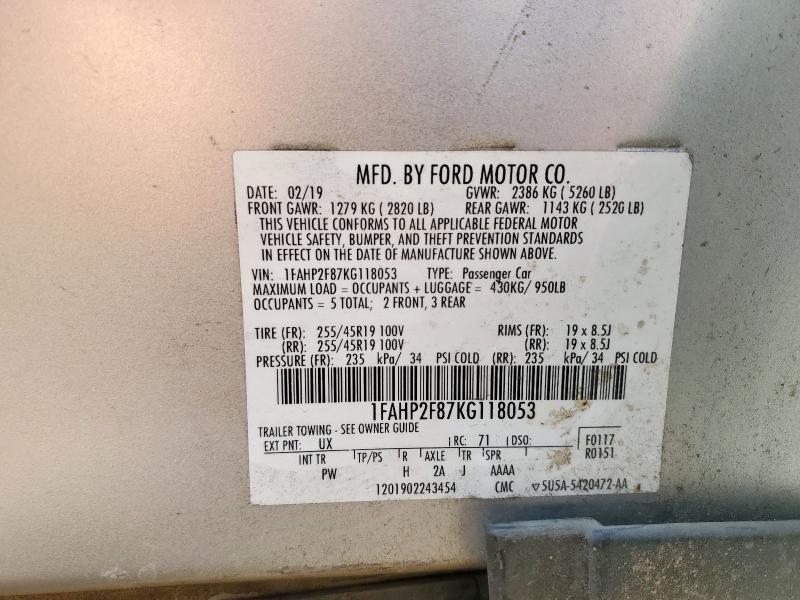 MFD. BY FORD MOTOR CO.
DATE: 02/19 GVWR: 2386 KG ( 5260 LB)
FRONT GAWR: 1279 KG ( 2820 LB) REAR GAWR: 1143 KG ( 2520 LB)
THIS VEHICLE CONFORMS TO ALL APPLICABLE FEDERAL MOTOR
VEHICLE SAFETY, BUMPER, AND THEFT PREVENTION STANDARDS
IN EFFECT ON THE DATE OF MANUFACTURE SHOWN ABOVE.
VIN: 1FAHP2F87KG118053 TYPE: Passenger Car
MAXIMUM LOAD = OCCUPANTS + LUGGAGE = 430KG/ 950LB
OCCUPANTS = 5 TOTAL; 2 FRONT, 3 REAR
TIRE (FR): 255/45R19 100V RIMS (FR): 19 x 8.5J
(RR): 255/45R19 100V (RR): 19 x 8.5J
PRESSURE (FR): 235 kPa/ 34 PSI COLD (RR): 235 kPa/ 34 PSI COLD
1FAHP2F87KG118053
TRAILER TOWING - SEE OWNER GUIDE
EXT PNT: UX RC: 71 DSO: F0117
INT TR TP/PS R AXLE TR SPR R0151
PW H 2A J AAAA
1201902243454 CMC ▽5U5A-5420472-AA